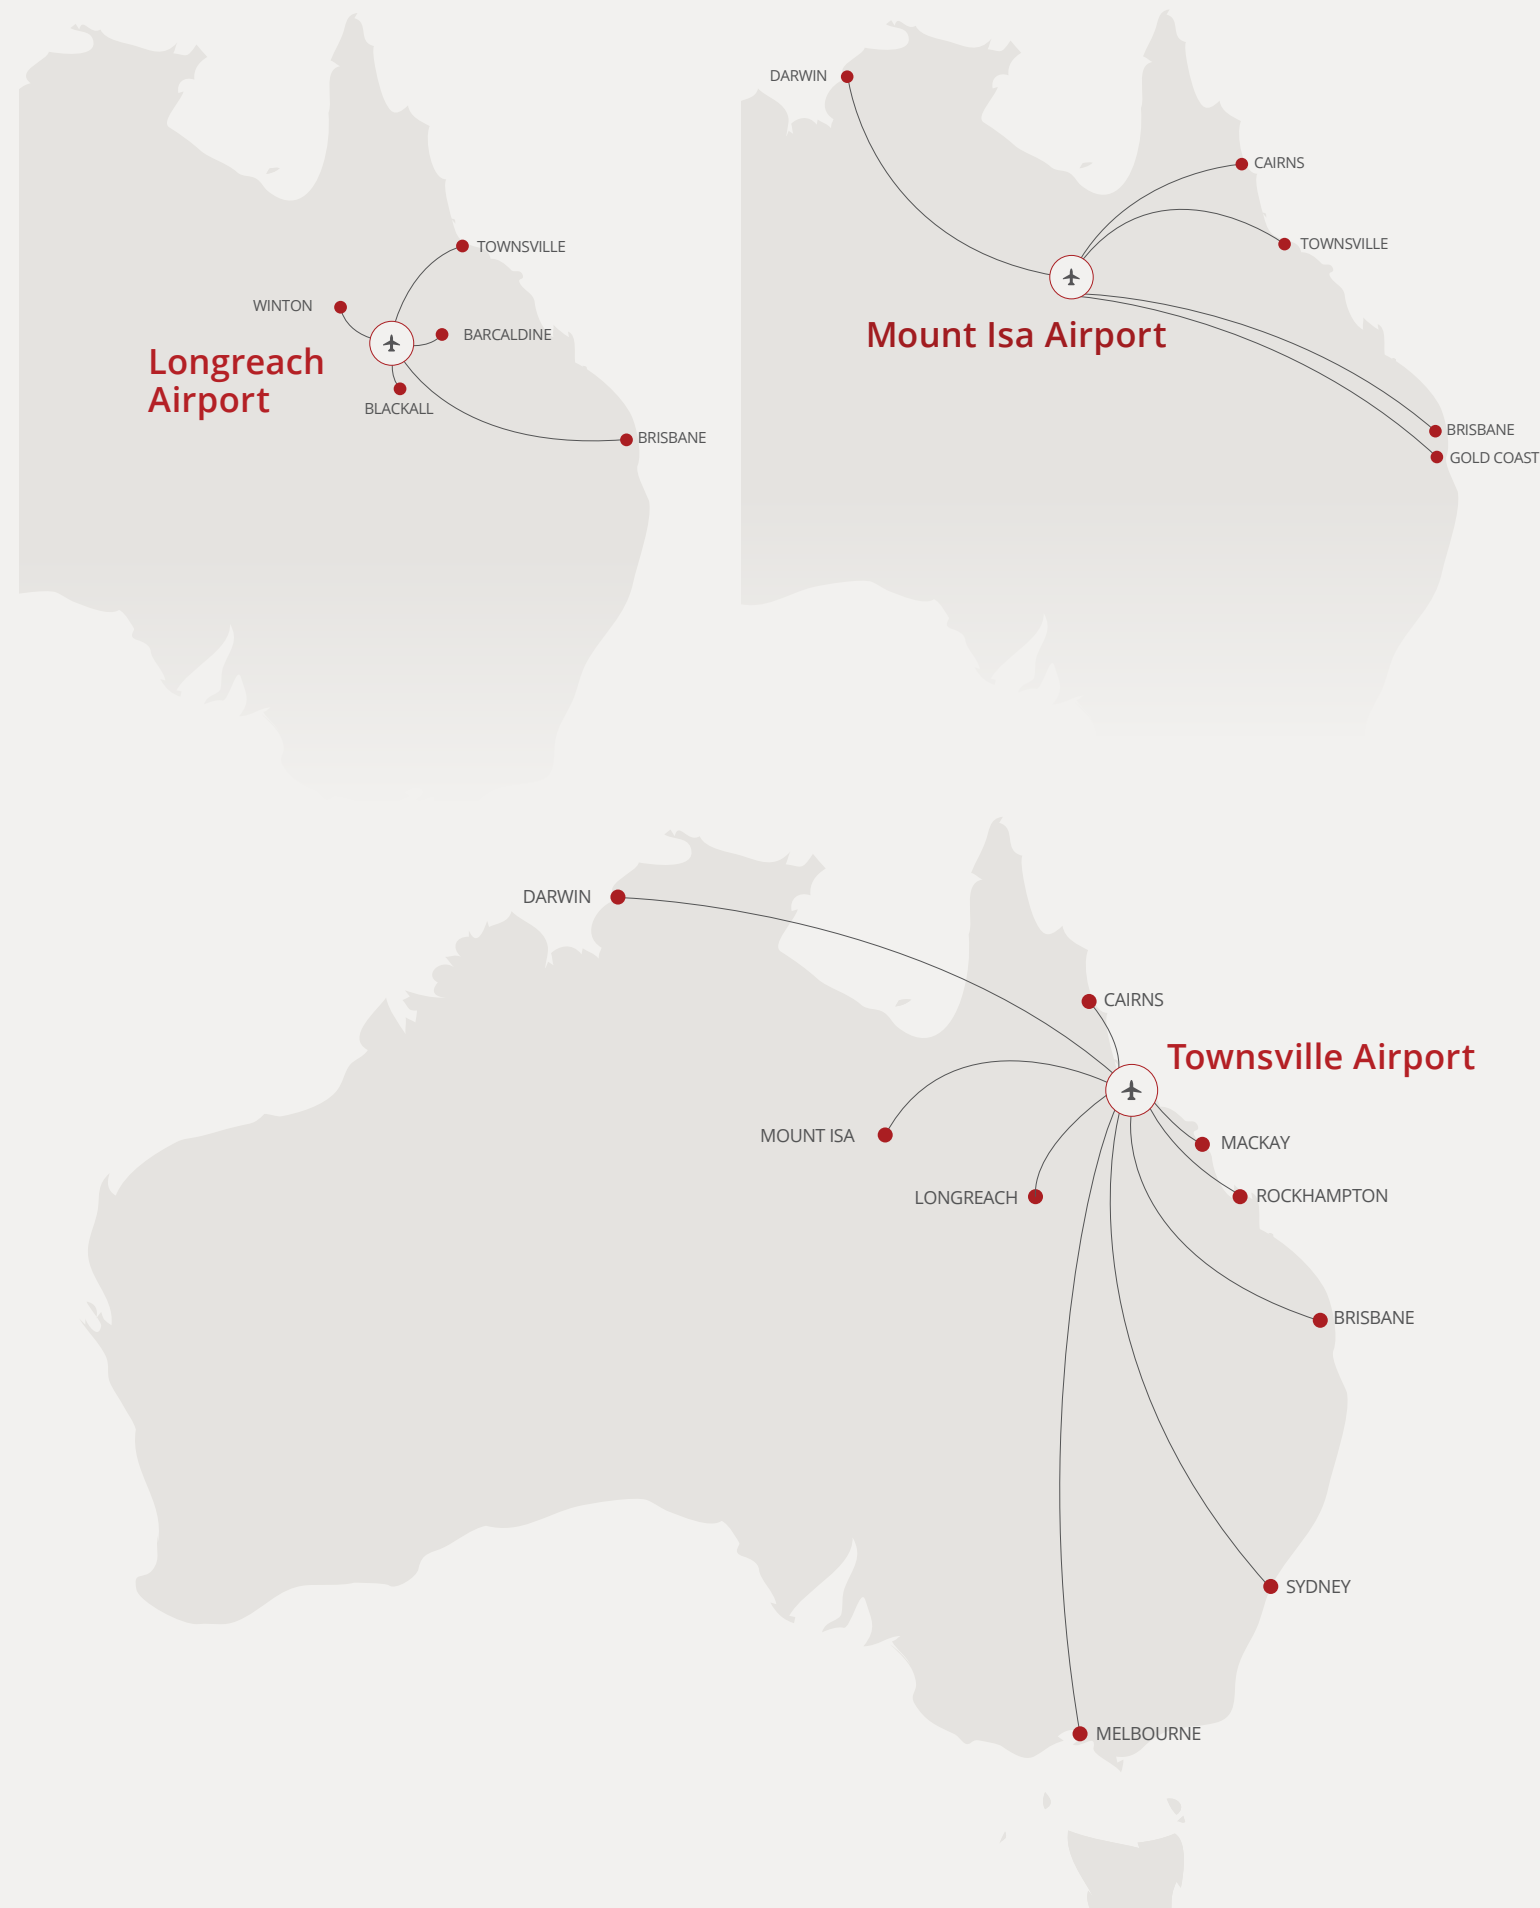 TOWNSVILLE
WINTON
BARCALDINE
Longreach
Airport
BLACKALL
BRISBANE
DARWIN
CAIRNS
TOWNSVILLE
Mount Isa Airport
BRISBANE
GOLD COAST
DARWIN
CAIRNS
Townsville Airport
MOUNT ISA
MACKAY
LONGREACH
ROCKHAMPTON
BRISBANE
SYDNEY
MELBOURNE